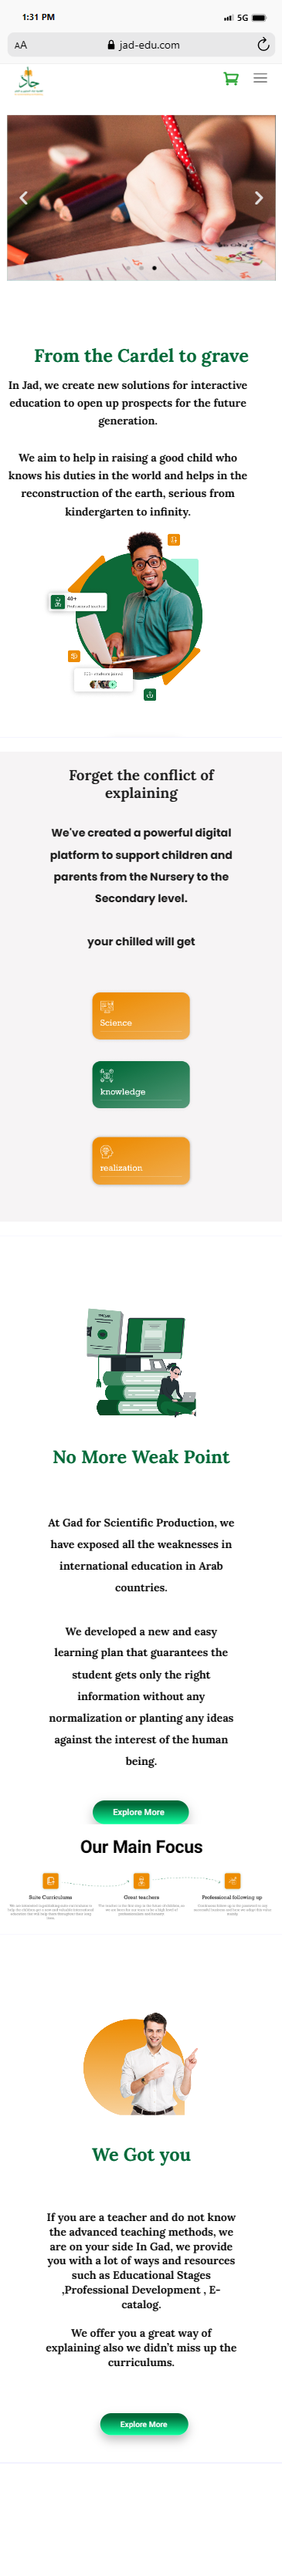 1:31 PM
5G
AA
jad-edu.com
جاد
From the Cardel to grave
In Jad, we create new solutions for interactive
education to open up prospects for the future
generation.
We aim to help in raising a good child who
knows his duties in the world and helps in the
reconstruction of the earth, serious from
kindergarten to infinity.
40+
Forget the conflict of
explaining
We've created a powerful digital
platform to support children and
parents from the Nursery to the
Secondary level.
your chilled will get
Science
knowledge
realization
No More Weak Point
At Gad for Scientific Production, we
have exposed all the weaknesses in
international education in Arab
countries.
We developed a new and easy
learning plan that guarantees the
student gets only the right
information without any
normalization or planting any ideas
against the interest of the human
being.
Explore More
Our Main Focus
Suite Curriculums
Great teachers
Professional following up
We Got you
If you are a teacher and do not know
the advanced teaching methods, we
are on your side In Gad, we provide
you with a lot of ways and resources
such as Educational Stages
,Professional Development , E-
catalog.
We offer you a great way of
explaining also we didn't miss up the
curriculums.
Explore More